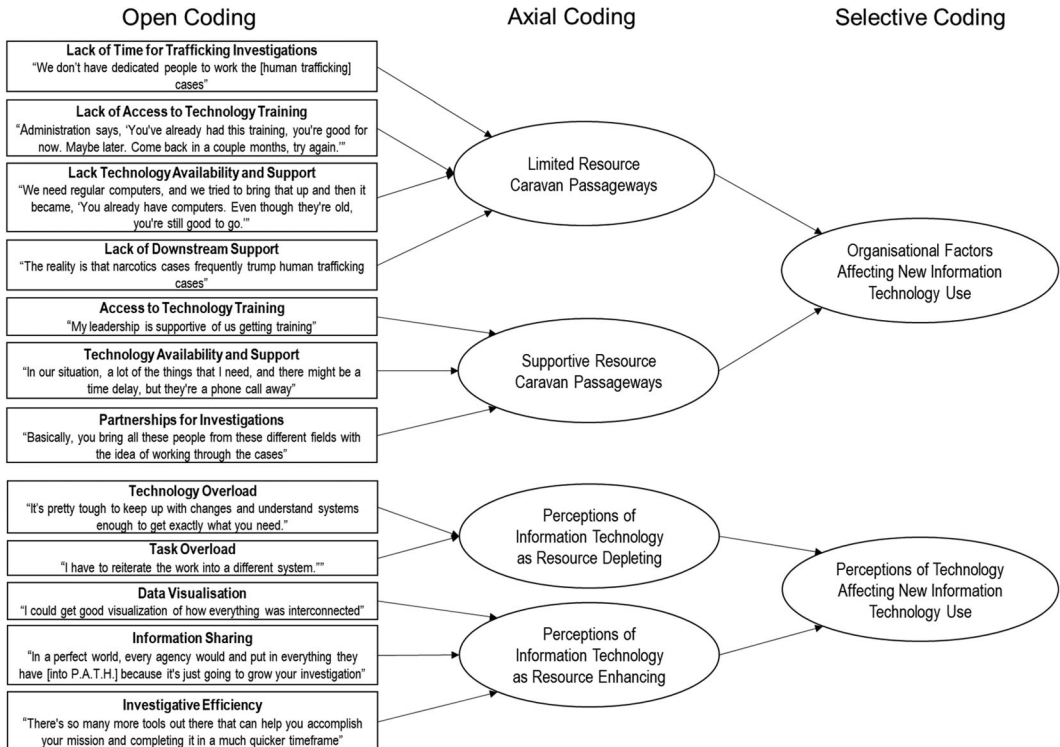 Open Coding
Axial Coding
Selective Coding
Lack of Time for Trafficking Investigations
“We don’t have dedicated people to work the [human trafficking]
cases”
Lack of Access to Technology Training
“Administration says, ‘You've already had this training, you're good for
now. Maybe later. Come back in a couple months, try again.’”
Lack Technology Availability and Support
“We need regular computers, and we tried to bring that up and then it
became, ‘You already have computers. Even though they're old,
you're still good to go.’”
Lack of Downstream Support
“The reality is that narcotics cases frequently trump human trafficking
cases”
Access to Technology Training
“My leadership is supportive of us getting training”
Technology Availability and Support
“In our situation, a lot of the things that I need, and there might be a
time delay, but they're a phone call away”
Partnerships for Investigations
“Basically, you bring all these people from these different fields with
the idea of working through the cases”
Technology Overload
“It’s pretty tough to keep up with changes and understand systems
enough to get exactly what you need.”
Task Overload
“I have to reiterate the work into a different system.””
Data Visualisation
“I could get good visualization of how everything was interconnected”
Information Sharing
“In a perfect world, every agency would and put in everything they
have [into P.A.T.H.] because it's just going to grow your investigation”
Investigative Efficiency
“There's so many more tools out there that can help you accomplish
your mission and completing it in a much quicker timeframe”
Limited Resource
Caravan Passageways
Supportive Resource
Caravan Passageways
Perceptions of
Information Technology
as Resource Depleting
Perceptions of
Information Technology
as Resource Enhancing
Organisational Factors
Affecting New Information
Technology Use
Perceptions of Technology
Affecting New Information
Technology Use